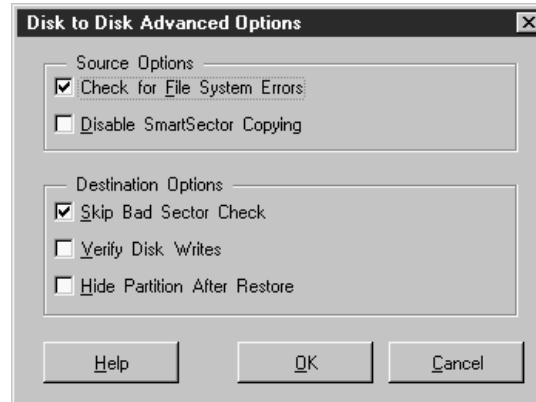 Disk to Disk Advanced Options
Source Options
Check for File System Errors
Disable SmartSector Copying
Destination Options
Skip Bad Sector Check
Verify Disk Writes
Hide Partition After Restore
Help OK Cancel